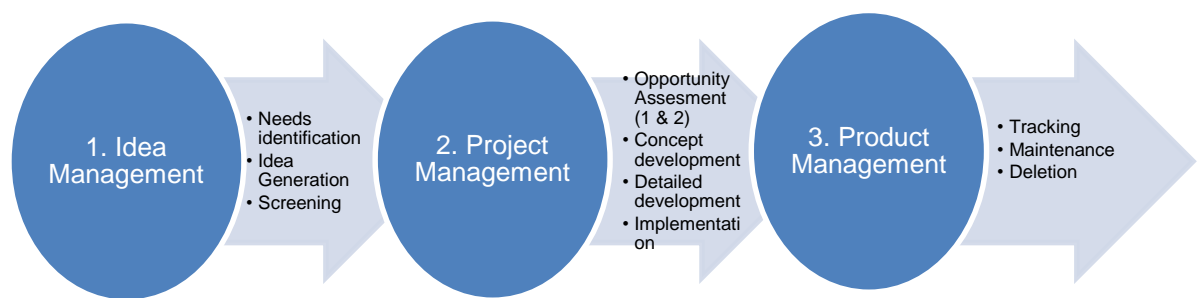 1. Idea
Management
• Needs
identification
• Idea
Generation
• Screening
2. Project
Management
• Opportunity
Assesment
(1 & 2)
• Concept
development
• Detailed
development
• Implementati
on
3. Product
Management
• Tracking
• Maintenance
• Deletion